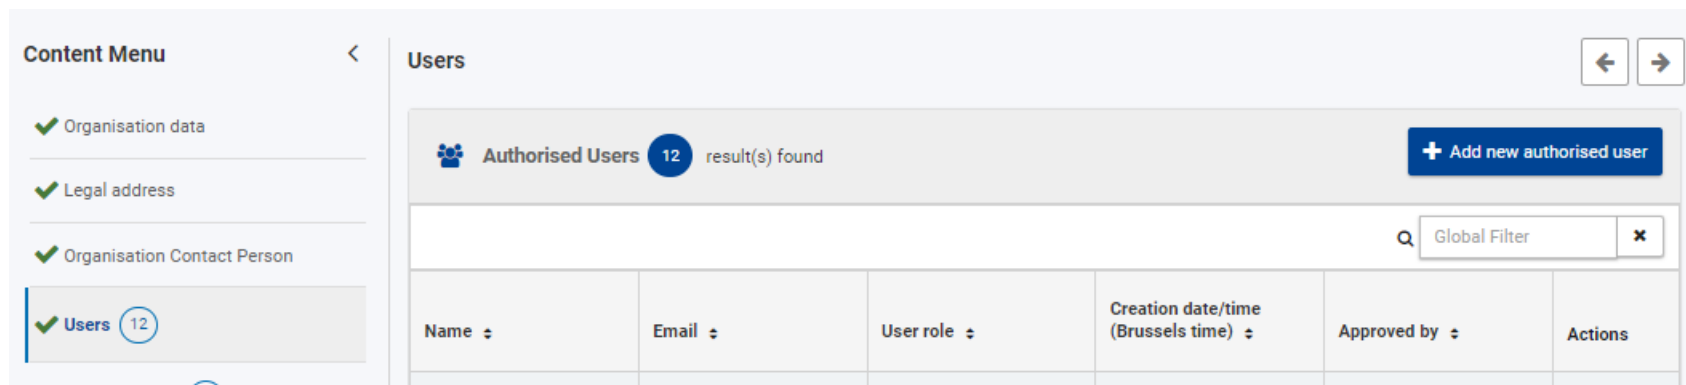 Content Menu
Organisation data
Legal address
Organisation Contact Person
Users 12
Users
Authorised Users 12 result(s) found
Add new authorised user
Global Filter
Name
Email
User role
Creation date/time
(Brussels time)
Approved by
Actions